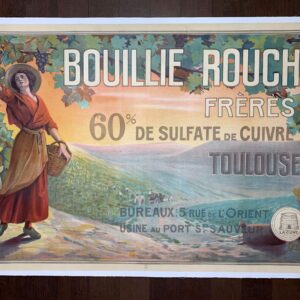 BOUILLIE ROUCH
FRÈRES
60% DE SULFATE DE CUIVRE
TOULOUSE
BUREAUX: 5 RUE DE L'ORIENT
USINE AU PORT St SAUVEUR